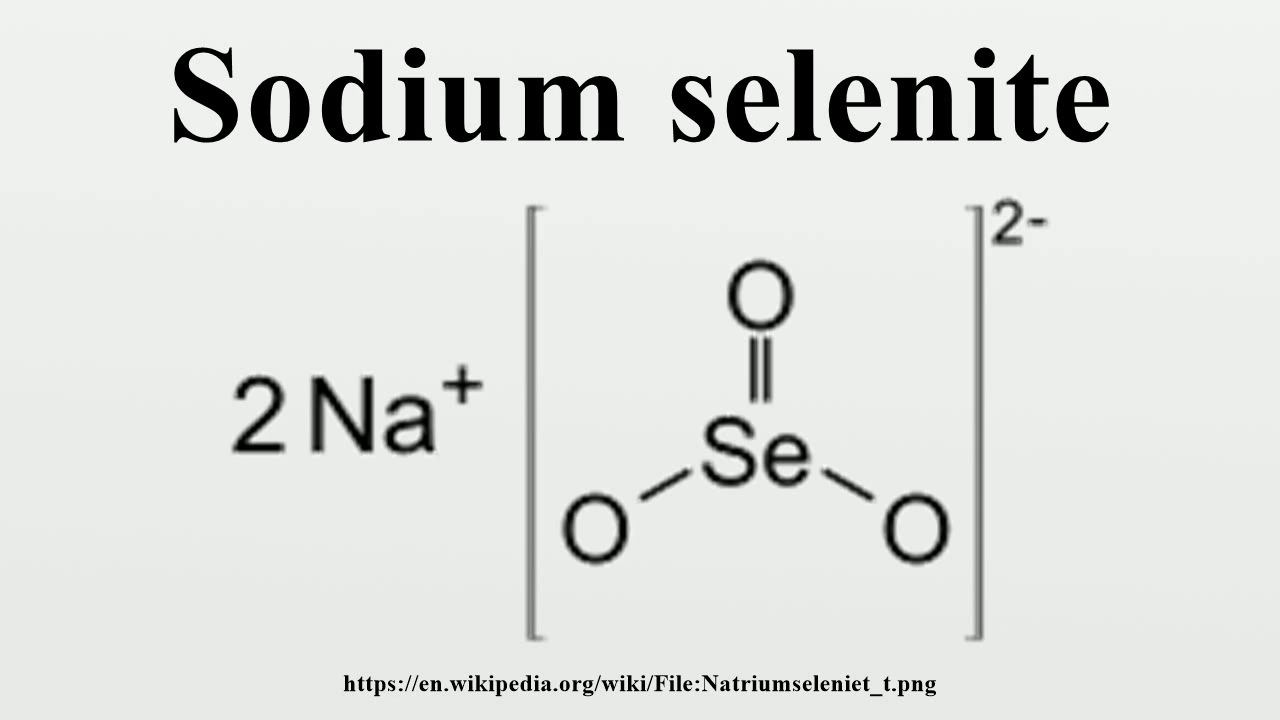 Sodium selenite
2-
O
2 Na+
Se
O O
https://en.wikipedia.org/wiki/File:Natriumseleniet_t.png